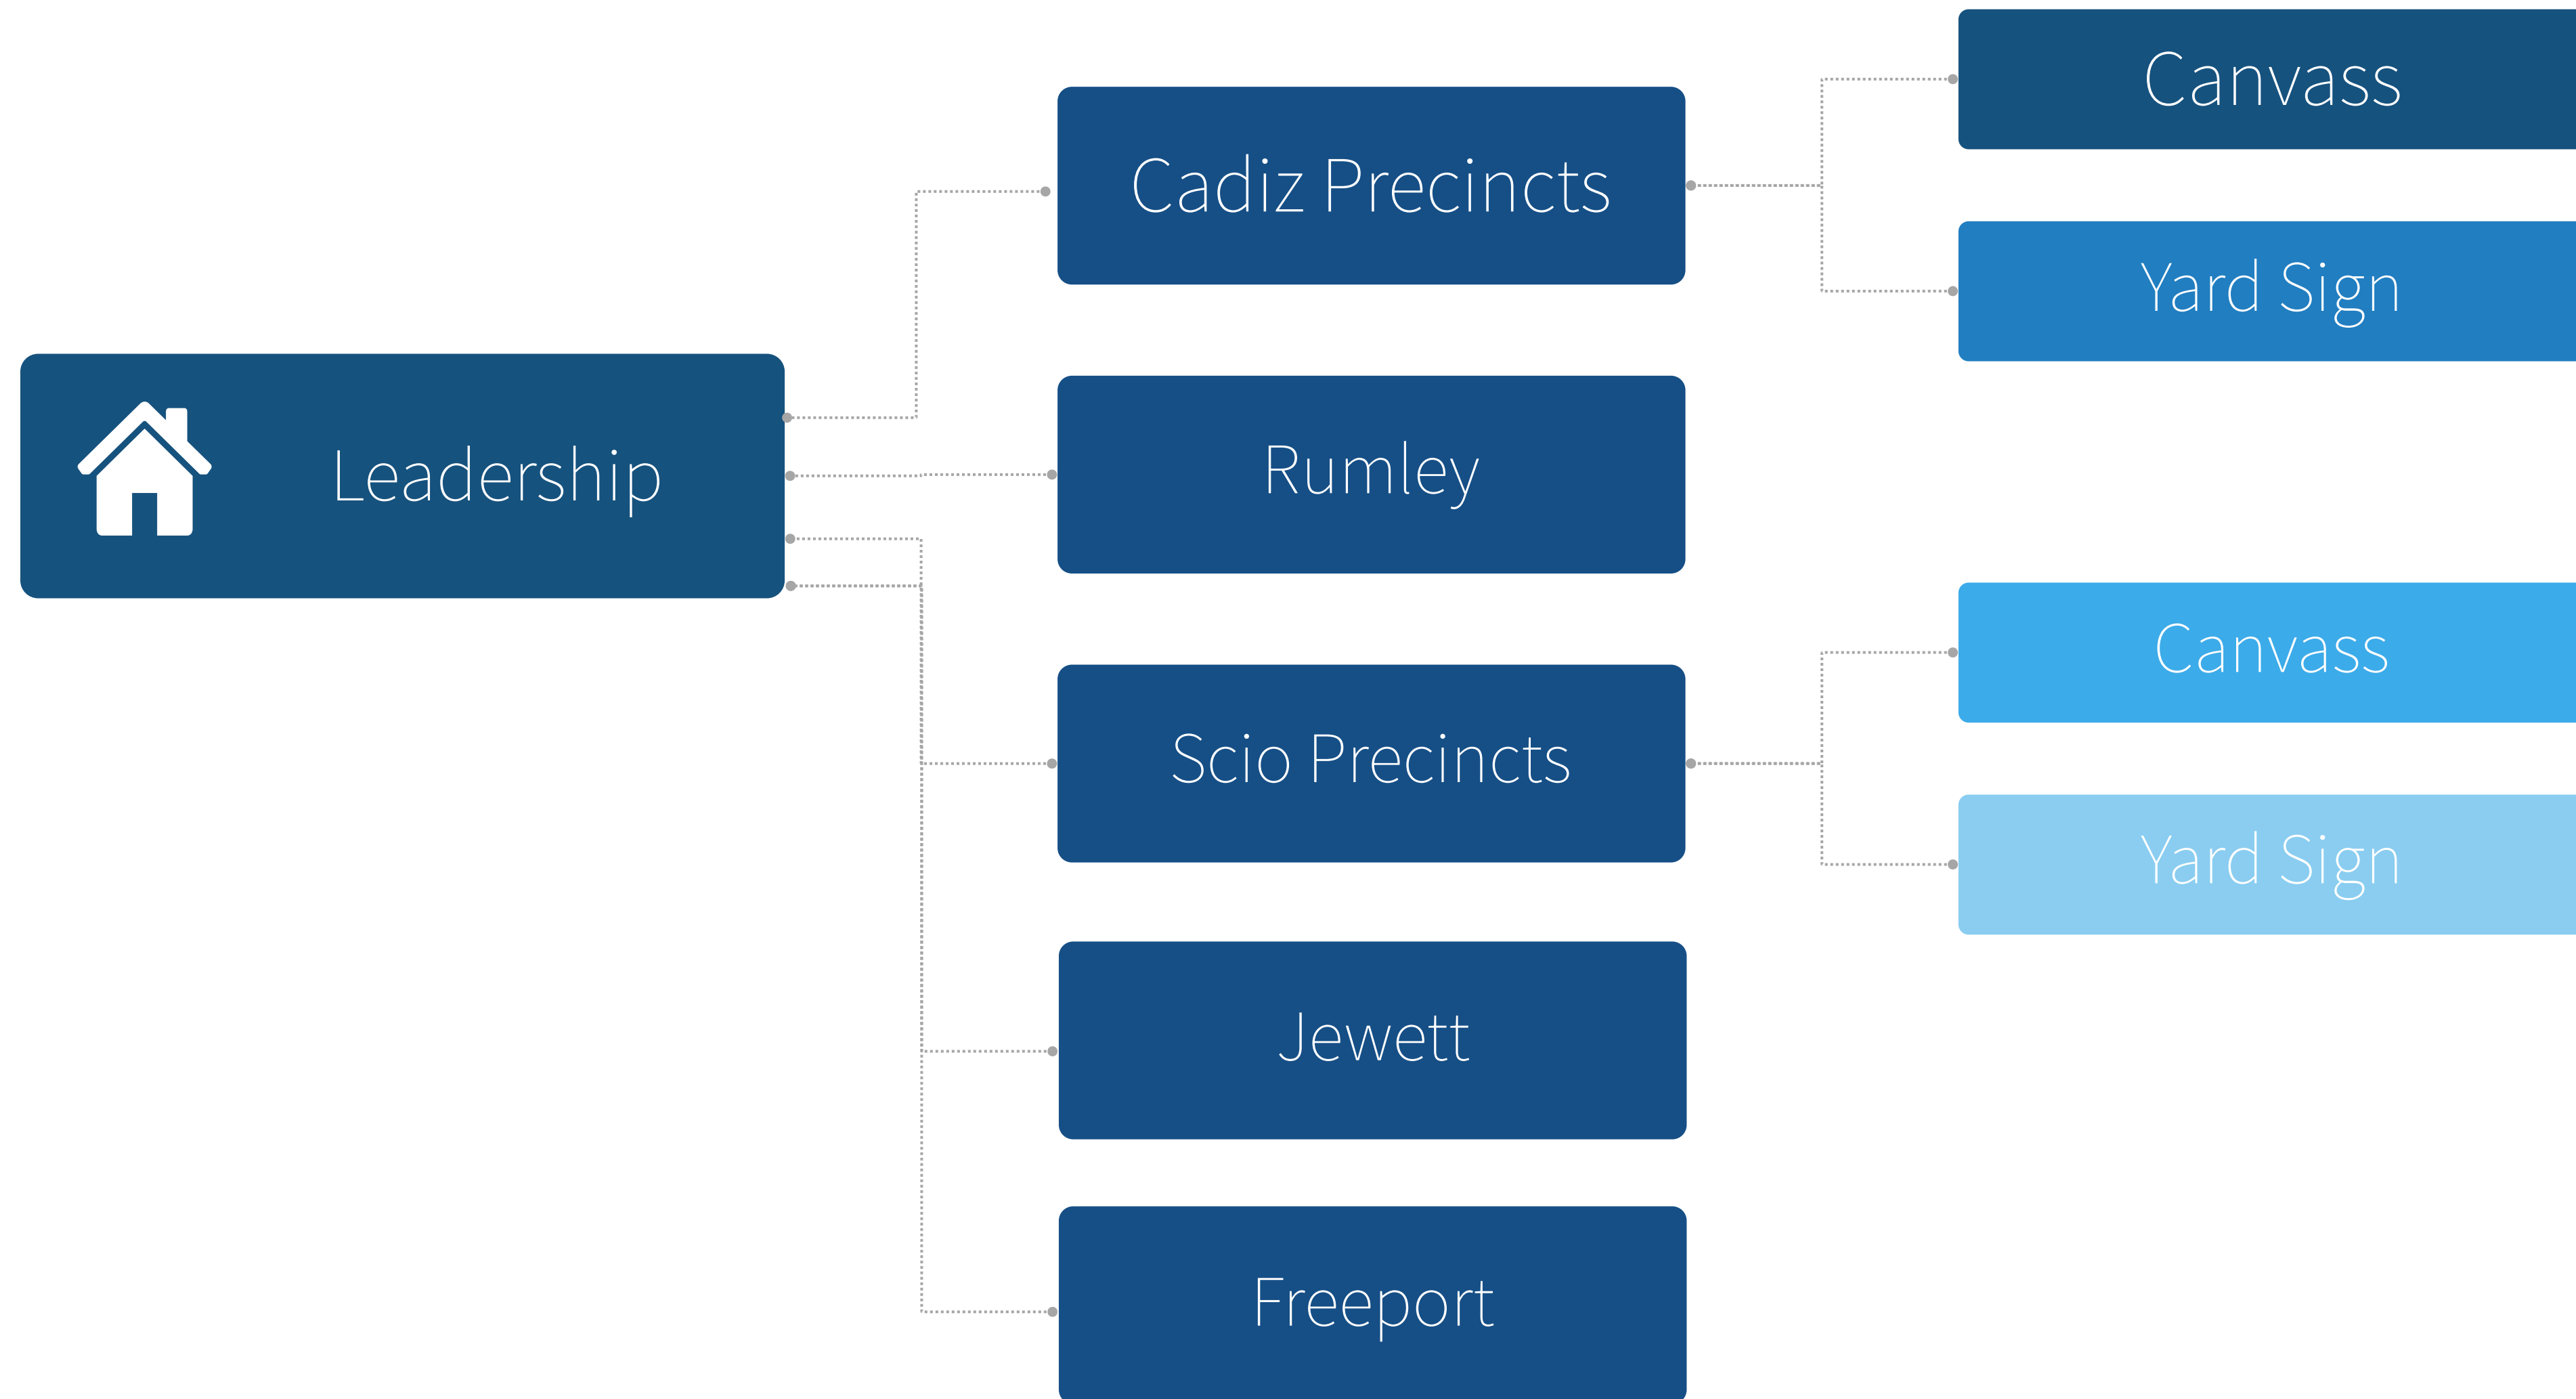 Leadership
Cadiz Precincts
Canvass
Yard Sign
Rumley
Scio Precincts
Canvass
Yard Sign
Jewett
Freeport